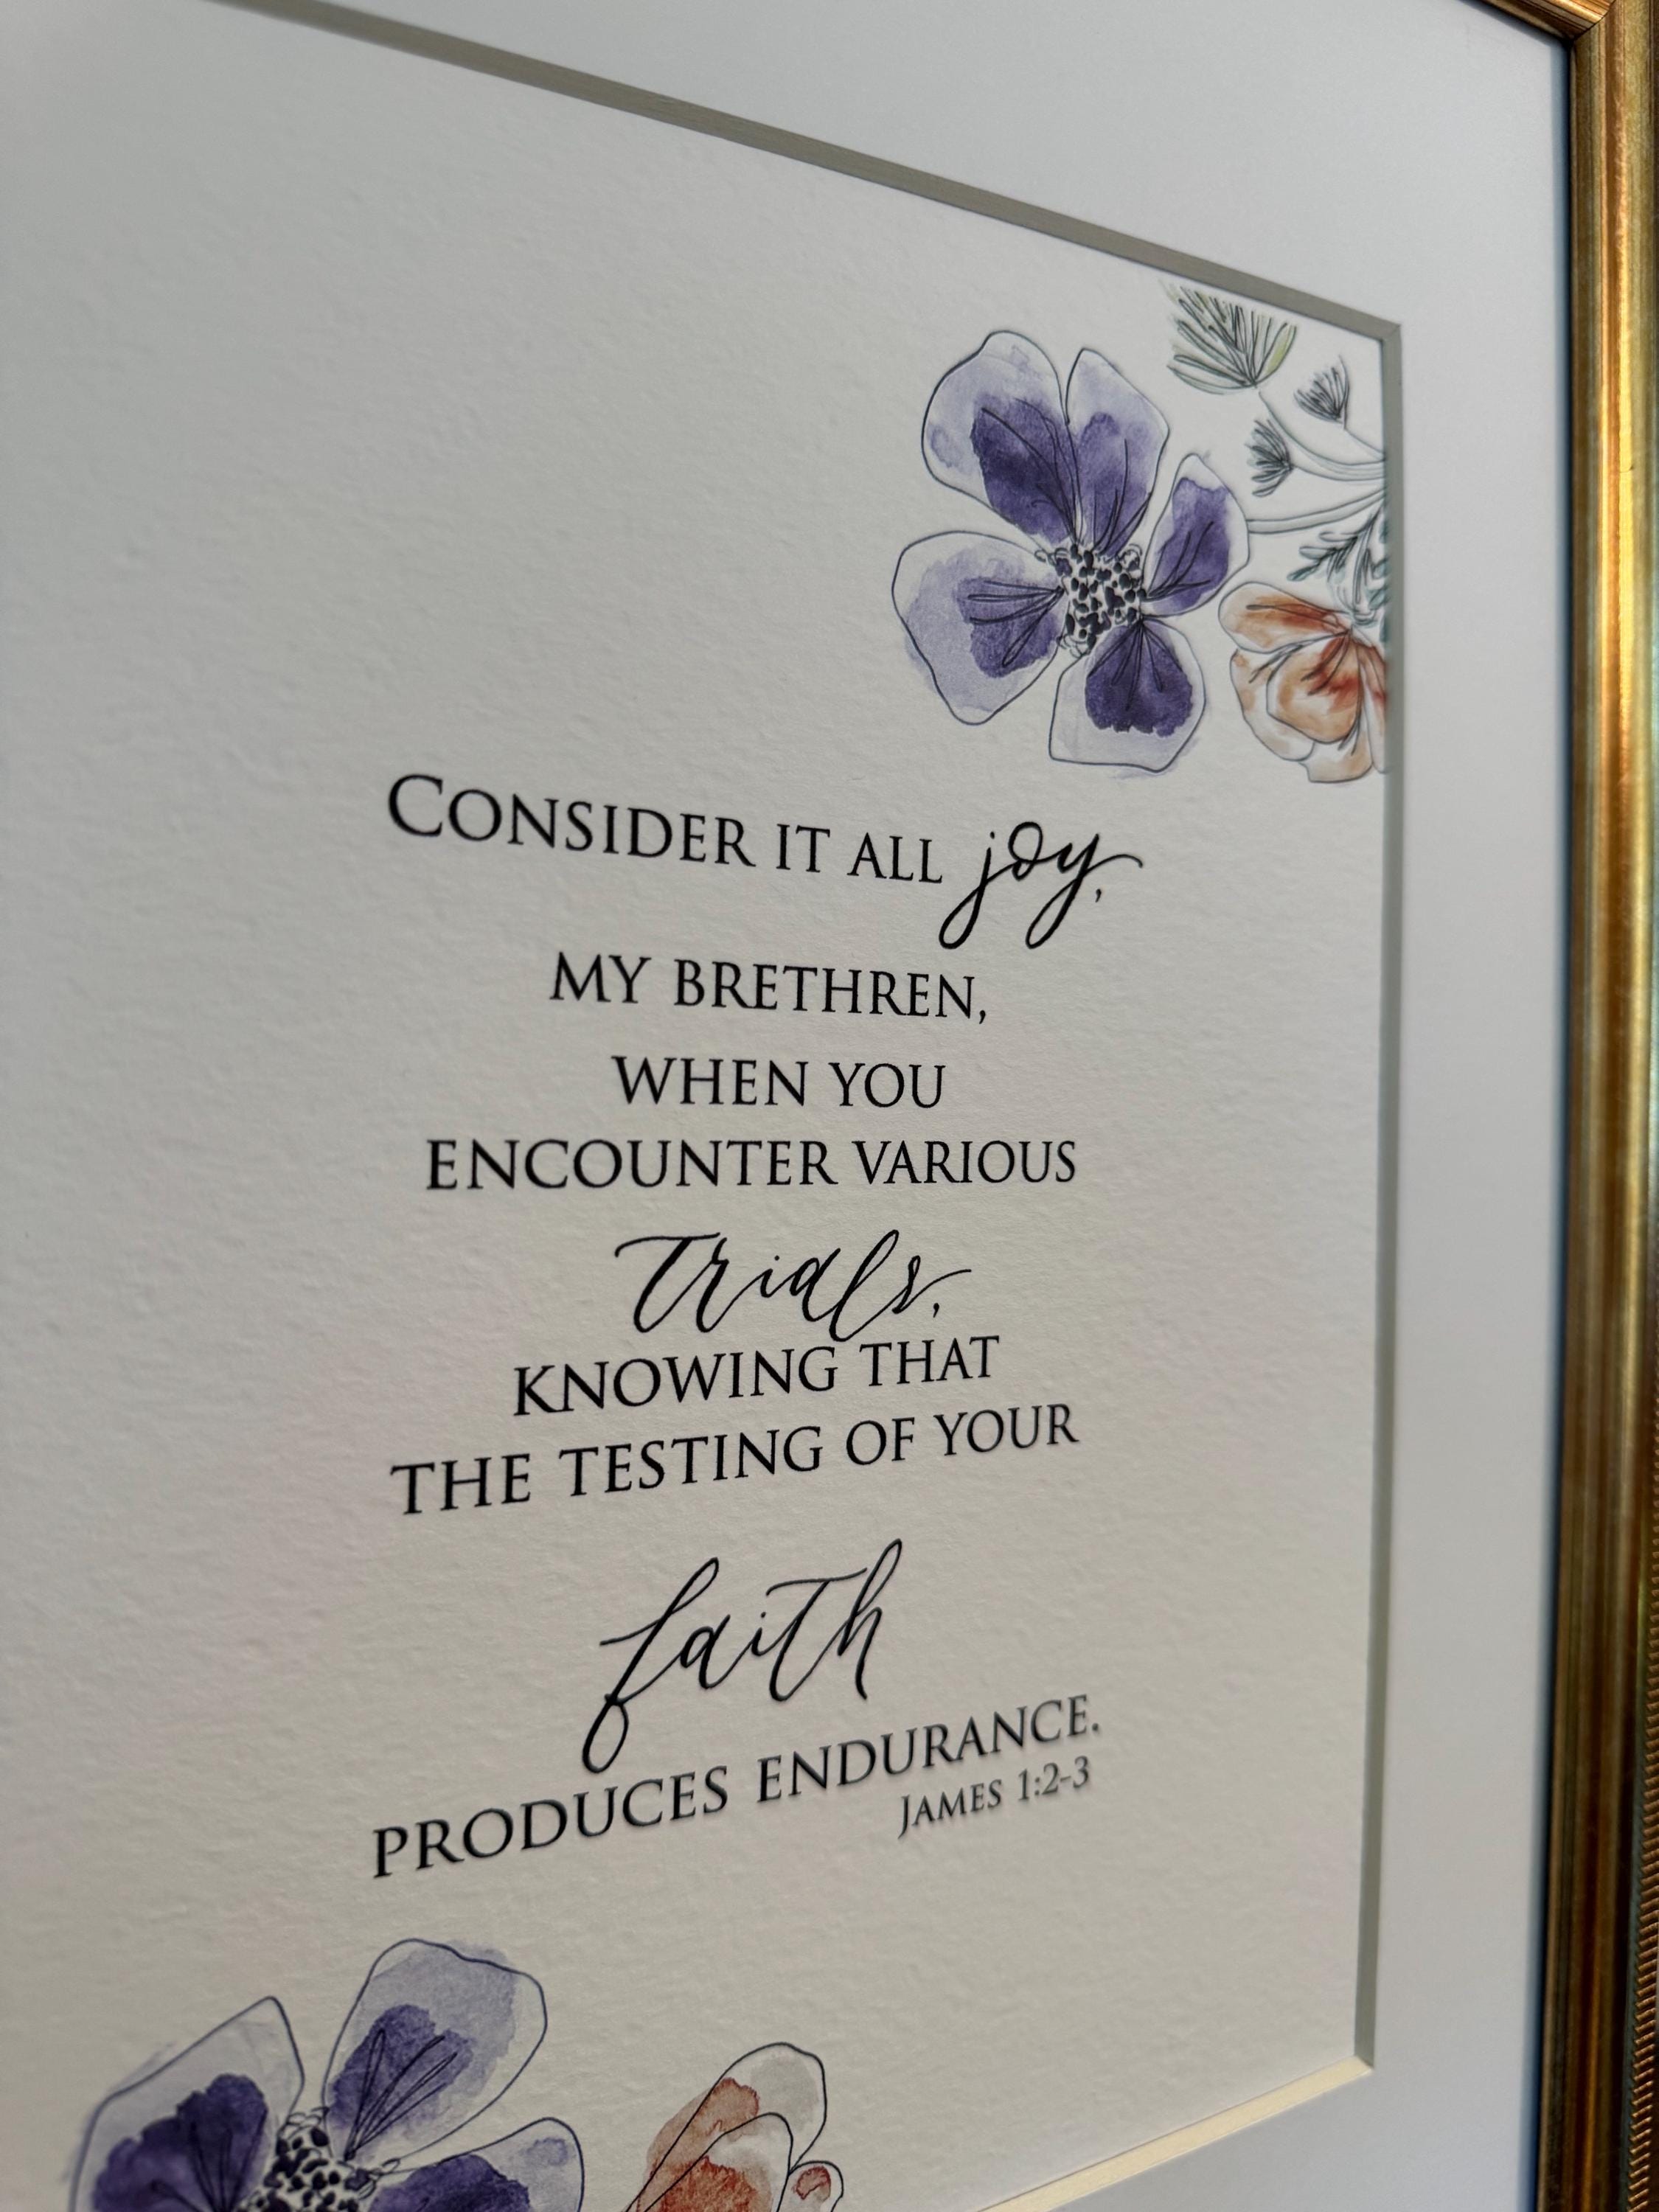 Consider it all joy,
my brethren,
when you
encounter various
trials,
knowing that
the testing of your
faith
produces endurance.
James 1:2-3